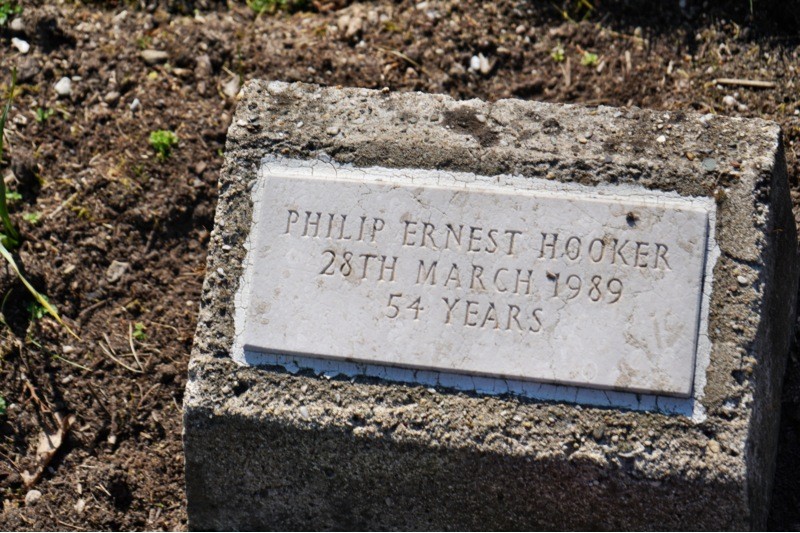 PHILIP ERNEST HOOKER
28TH MARCH 1989
54 YEARS